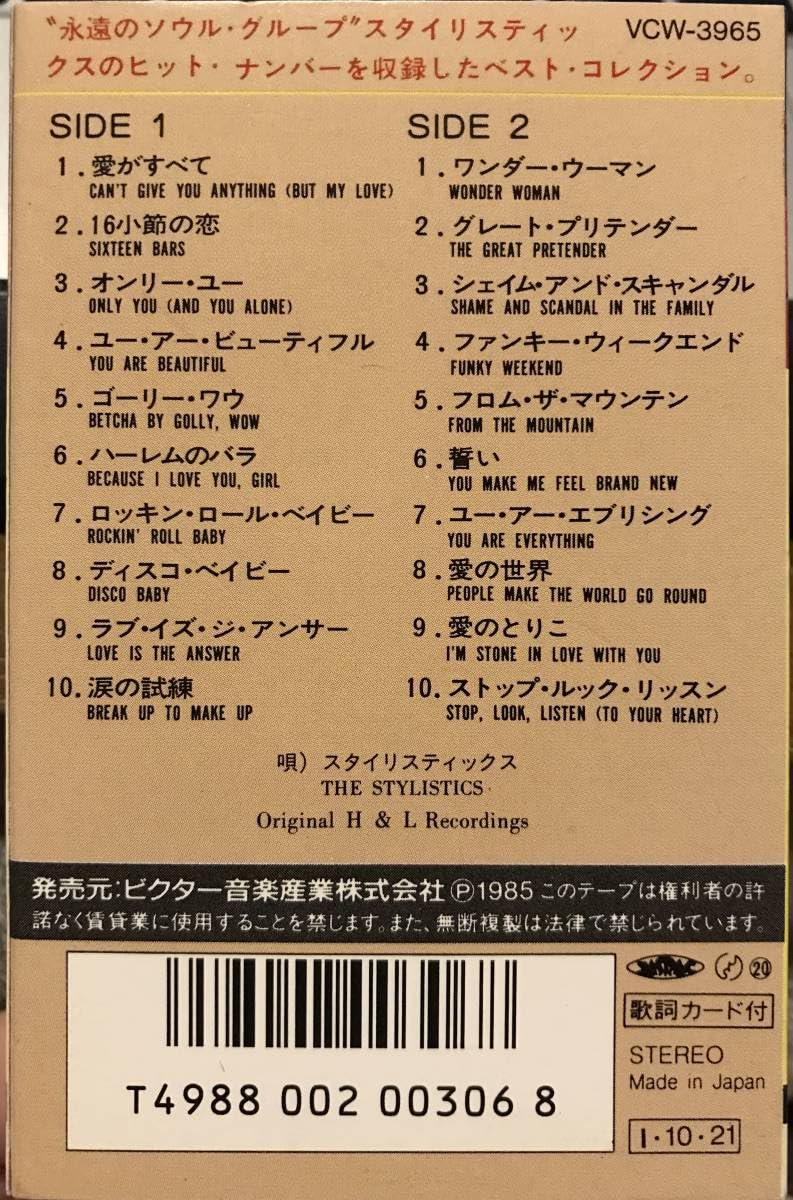 “永遠のソウル・グループ”スタイリスティッ VCW-3965
クスのヒット・ナンバーを収録したベスト・コレクション。
SIDE 1
1.愛がすべて
CAN'T GIVE YOU ANYTHING (BUT MY LOVE)
2.16小節の恋
SIXTEEN BARS
3.オンリー・ユー
ONLY YOU (AND YOU ALONE)
4.ユー・アー・ビューティフル
YOU ARE BEAUTIFUL
5.ゴーリー・ワウ
BETCHA BY GOLLY, WOW
6.ハーレムのバラ
BECAUSE I LOVE YOU, GIRL
7.ロッキン・ロール・ベイビー
ROCKIN' ROLL BABY
8.ディスコ・ベイビー
DISCO BABY
9.ラブ・イズ・ジ・アンサー
LOVE IS THE ANSWER
10.涙の試練
BREAK UP TO MAKE UP
SIDE 2
1.ワンダー・ウーマン
WONDER WOMAN
2.グレート・プリテンダー
THE GREAT PRETENDER
3.シェイム・アンド・スキャンダル
SHAME AND SCANDAL IN THE FAMILY
4.ファンキー・ウィークエンド
FUNKY WEEKEND
5.フロム・ザ・マウンテン
FROM THE MOUNTAIN
6.誓い
YOU MAKE ME FEEL BRAND NEW
7.ユー・アー・エブリシング
YOU ARE EVERYTHING
8.愛の世界
PEOPLE MAKE THE WORLD GO ROUND
9.愛のとりこ
I'M STONE IN LOVE WITH YOU
10.ストップ・ルック・リッスン
STOP, LOOK, LISTEN (TO YOUR HEART)
唄）スタイリスティックス
THE STYLISTICS
Original H & L Recordings
発売元:ビクター音楽産業株式会社Ⓟ1985 このテープは権利者の許
諾なく賃貸業に使用することを禁じます。また、無断複製は法律で禁じられています。
T4988 002 00306 8
JASRAC ⑳
歌詞カード付
STEREO
Made in Japan
I・10・21